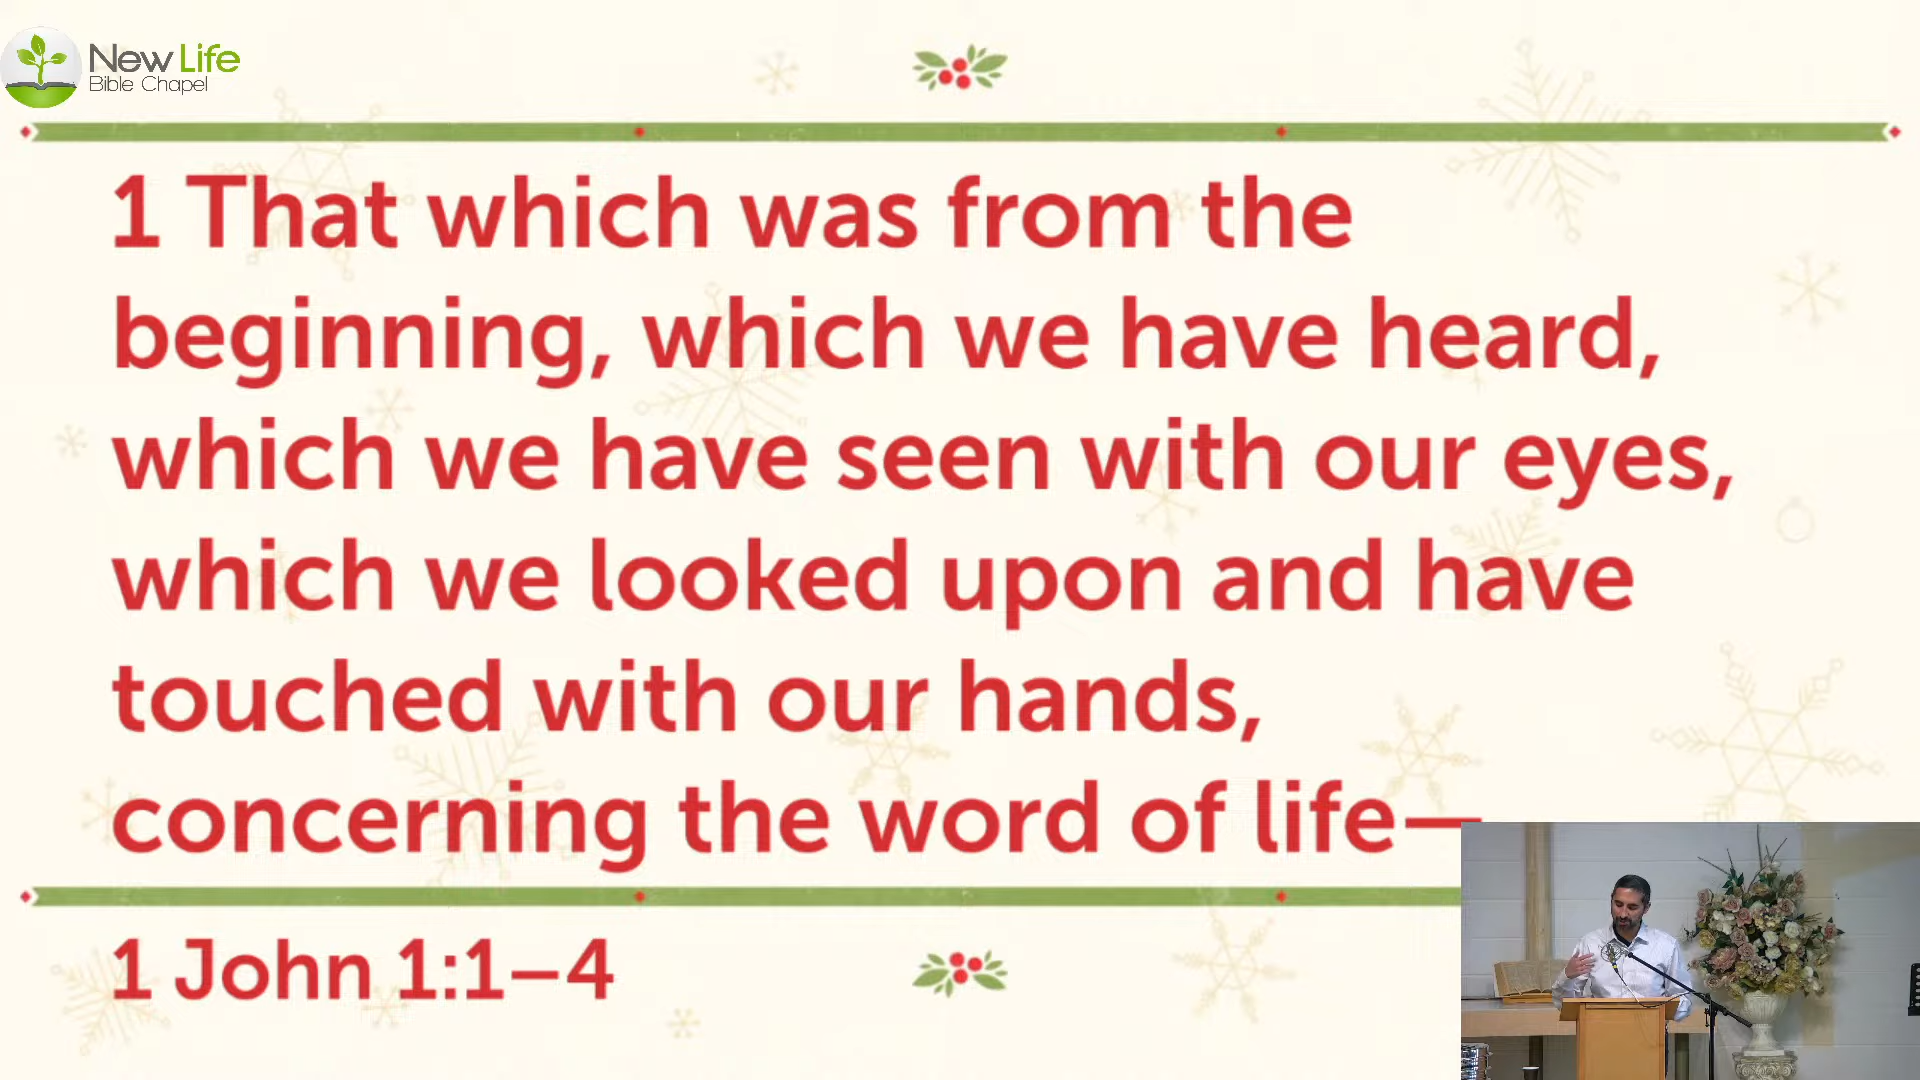 New Life
Bible Chapel
1 That which was from the
beginning, which we have heard,
which we have seen with our eyes,
which we looked upon and have
touched with our hands,
concerning the word of life—
1 John 1:1–4